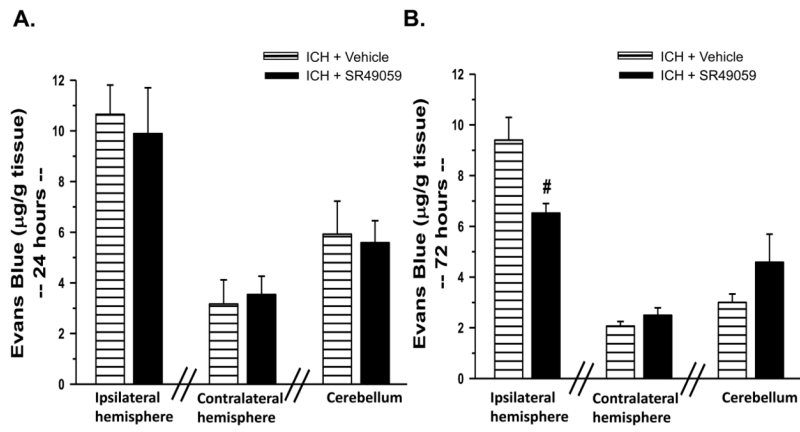 A.
ICH + Vehicle
ICH + SR49059
Evans Blue (µg/g tissue)
-- 24 hours --
12
10
8
6
4
2
0
Ipsilateral
hemisphere
Contralateral
hemisphere
Cerebellum
B.
ICH + Vehicle
ICH + SR49059
Evans Blue (µg/g tissue)
-- 72 hours --
12
10
8
6
4
2
0
#
Ipsilateral
hemisphere
Contralateral
hemisphere
Cerebellum